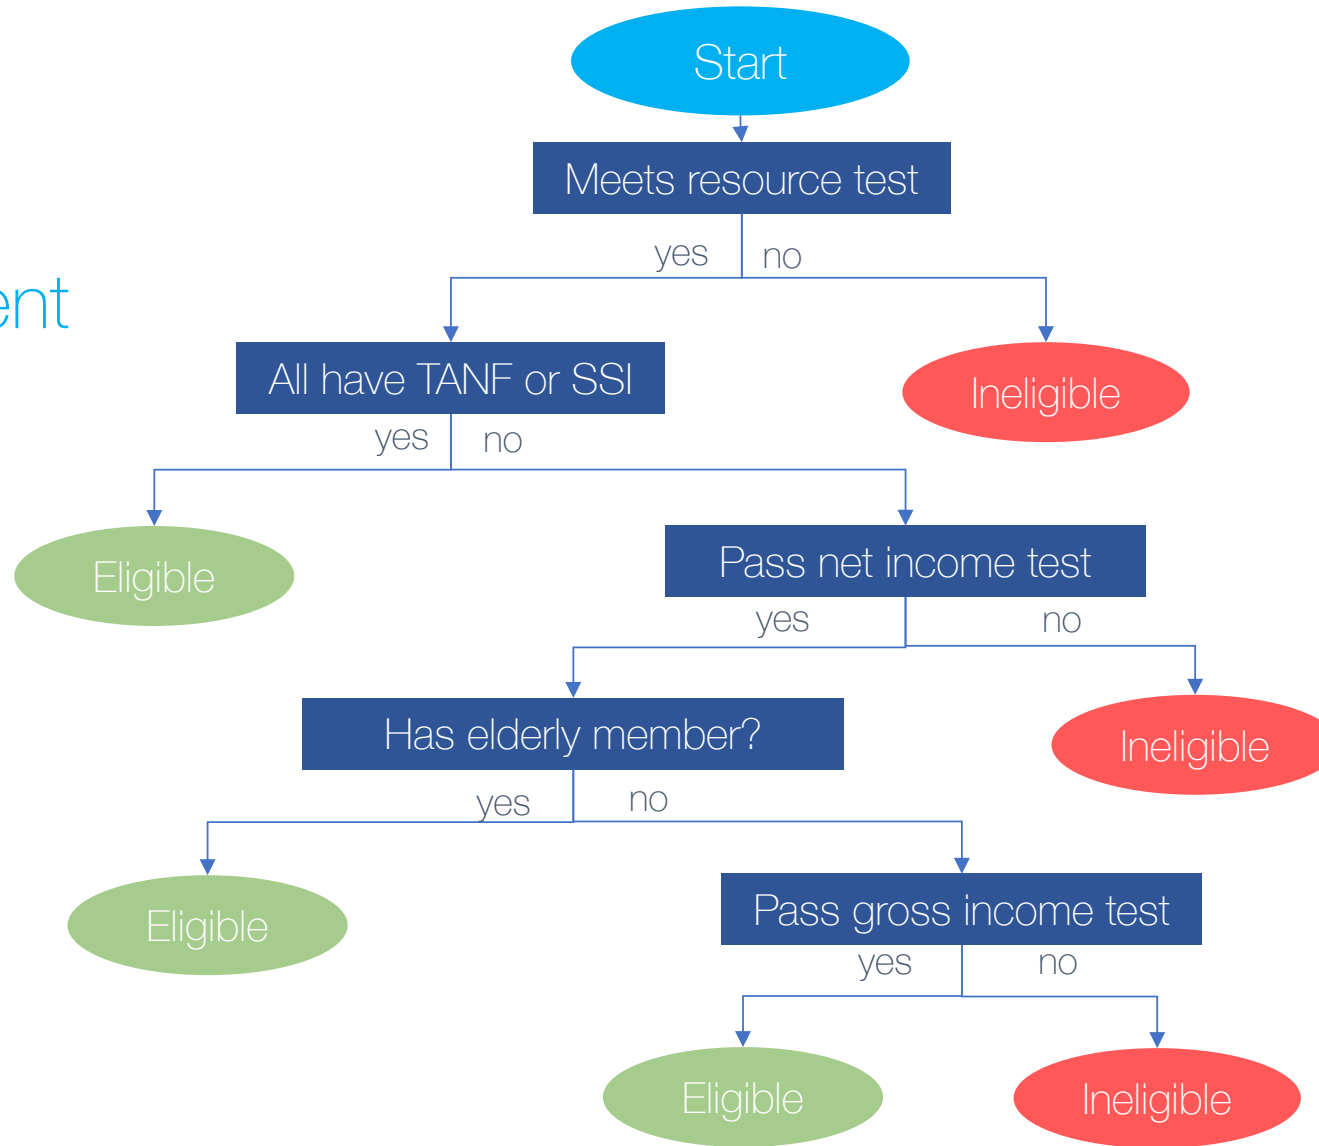 Start
Meets resource test
yes
no
ent
All have TANF or SSI
Ineligible
yes
no
Eligible
Pass net income test
yes
no
Has elderly member?
Ineligible
yes
no
Eligible
Pass gross income test
yes
no
Eligible
Ineligible